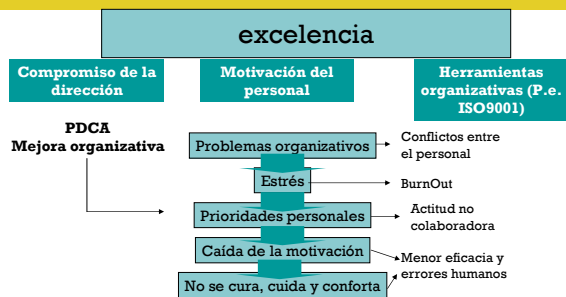 excelencia
Compromiso de la
dirección
Motivación del
personal
Herramientas
organizativas (P.e.
ISO9001)
PDCA
Mejora organizativa
Problemas organizativos
Conflictos entre
el personal
Estrés
BurnOut
Prioridades personales
Actitud no
colaboradora
Caída de la motivación
Menor eficacia y
errores humanos
No se cura, cuida y conforta